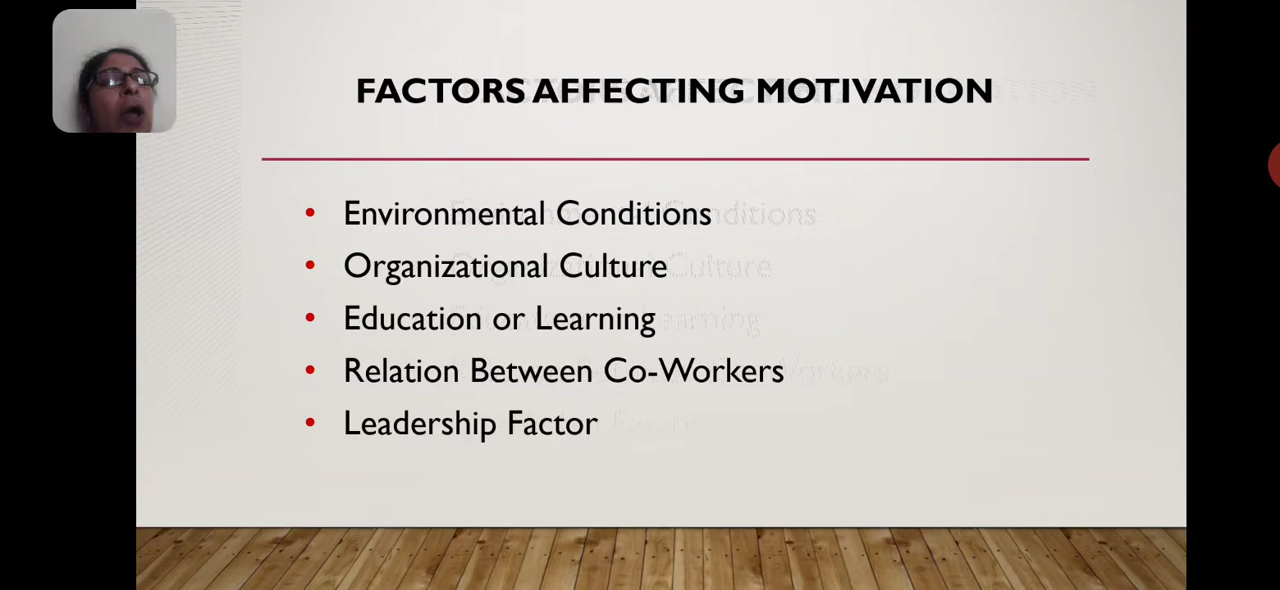 FACTORS AFFECTING MOTIVATION
• Environmental Conditions
• Organizational Culture
• Education or Learning
• Relation Between Co-Workers
• Leadership Factor